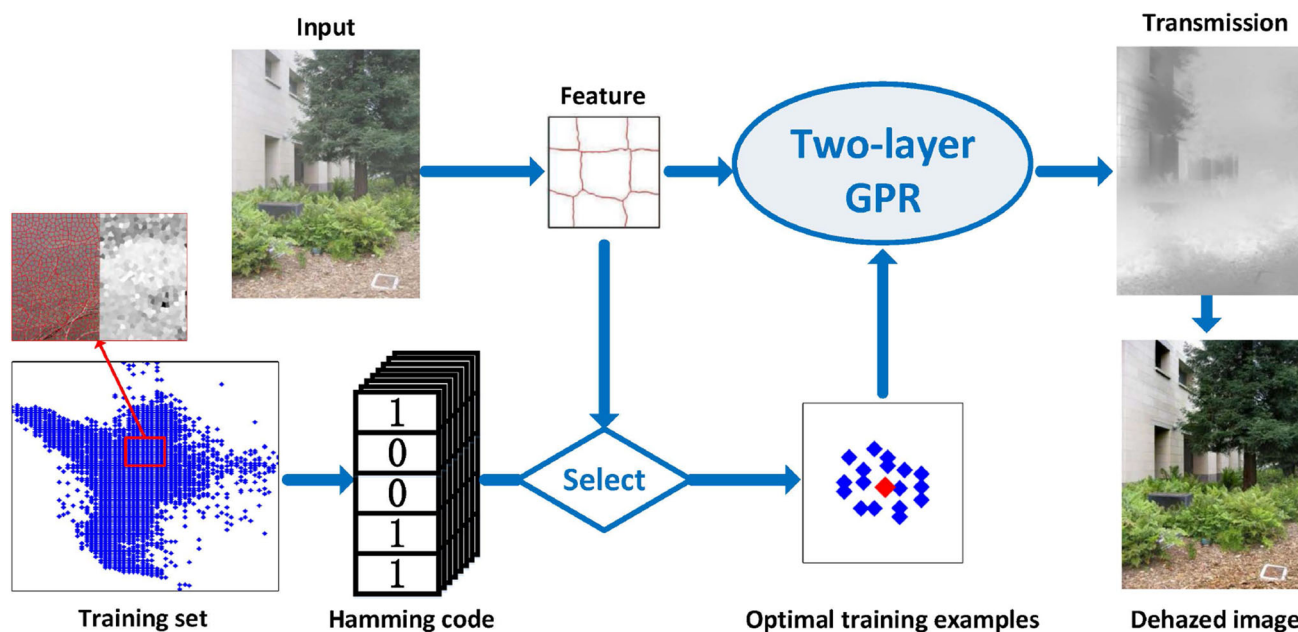 Input
Transmission
Feature
Two-layer
GPR
1
0
0
1
1
Select
Training set
Hamming code
Optimal training examples
Dehazed image